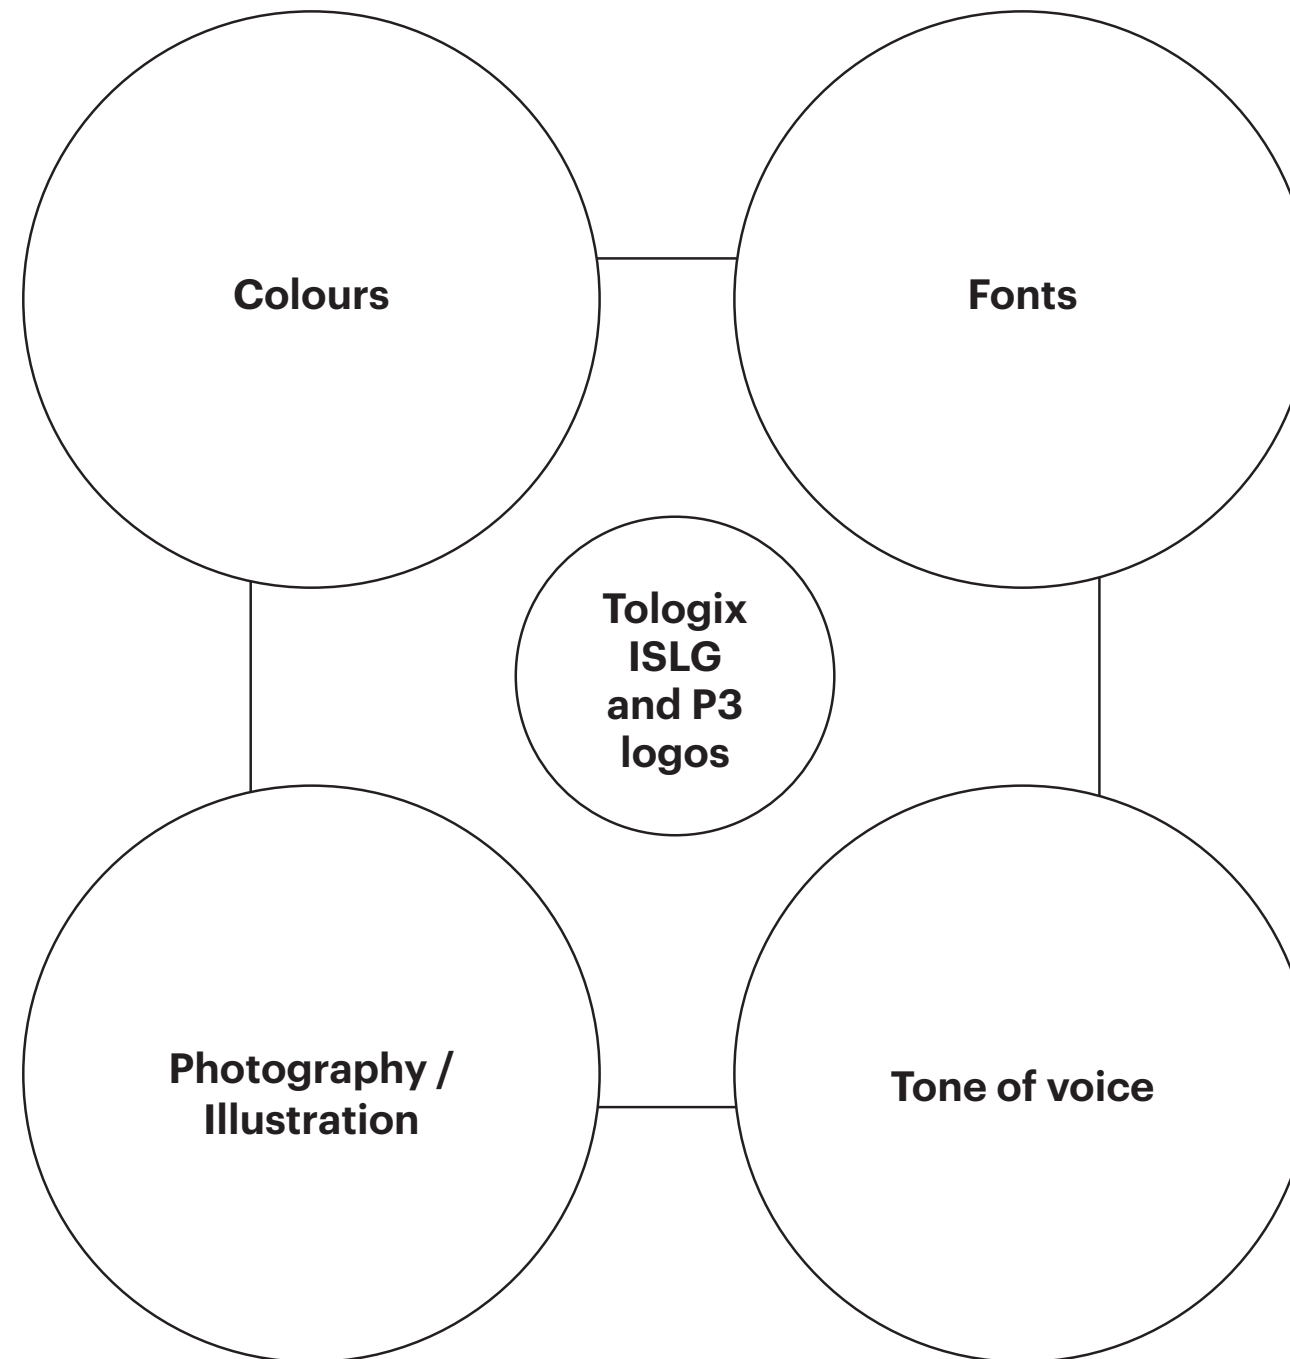 Colours
Fonts
Tologix
ISLG
and P3
logos
Photography /
Illustration
Tone of voice